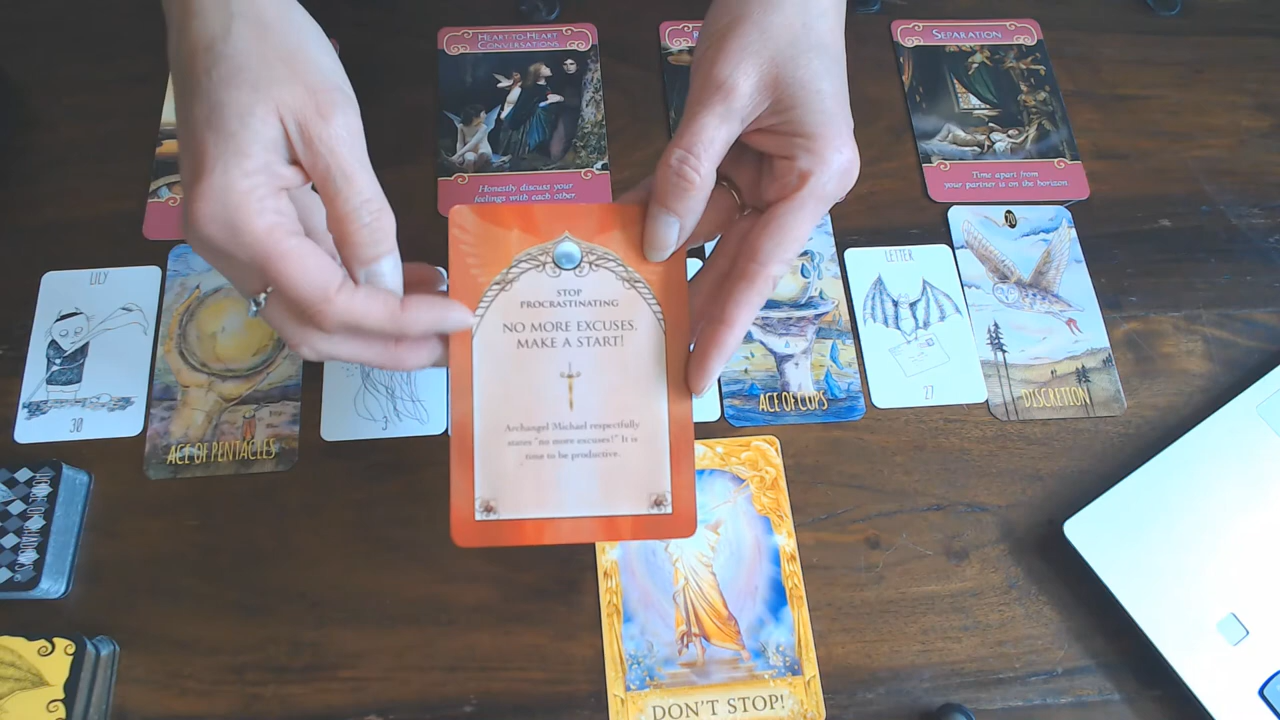 HEART-TO-HEART
CONVERSATIONS
Honestly discuss your
feelings with each other
SEPARATION
Time apart from
your partner is on the horizon.
LILY
30
ACE OF PENTACLES
3
STOP
PROCRASTINATING
NO MORE EXCUSES.
MAKE A START!
Archangel Michael respectfully
states "no more excuses!" It is
time to be productive.
ACE OF CUPS
LETTER
27
20
DISCRETION
DON'T STOP!